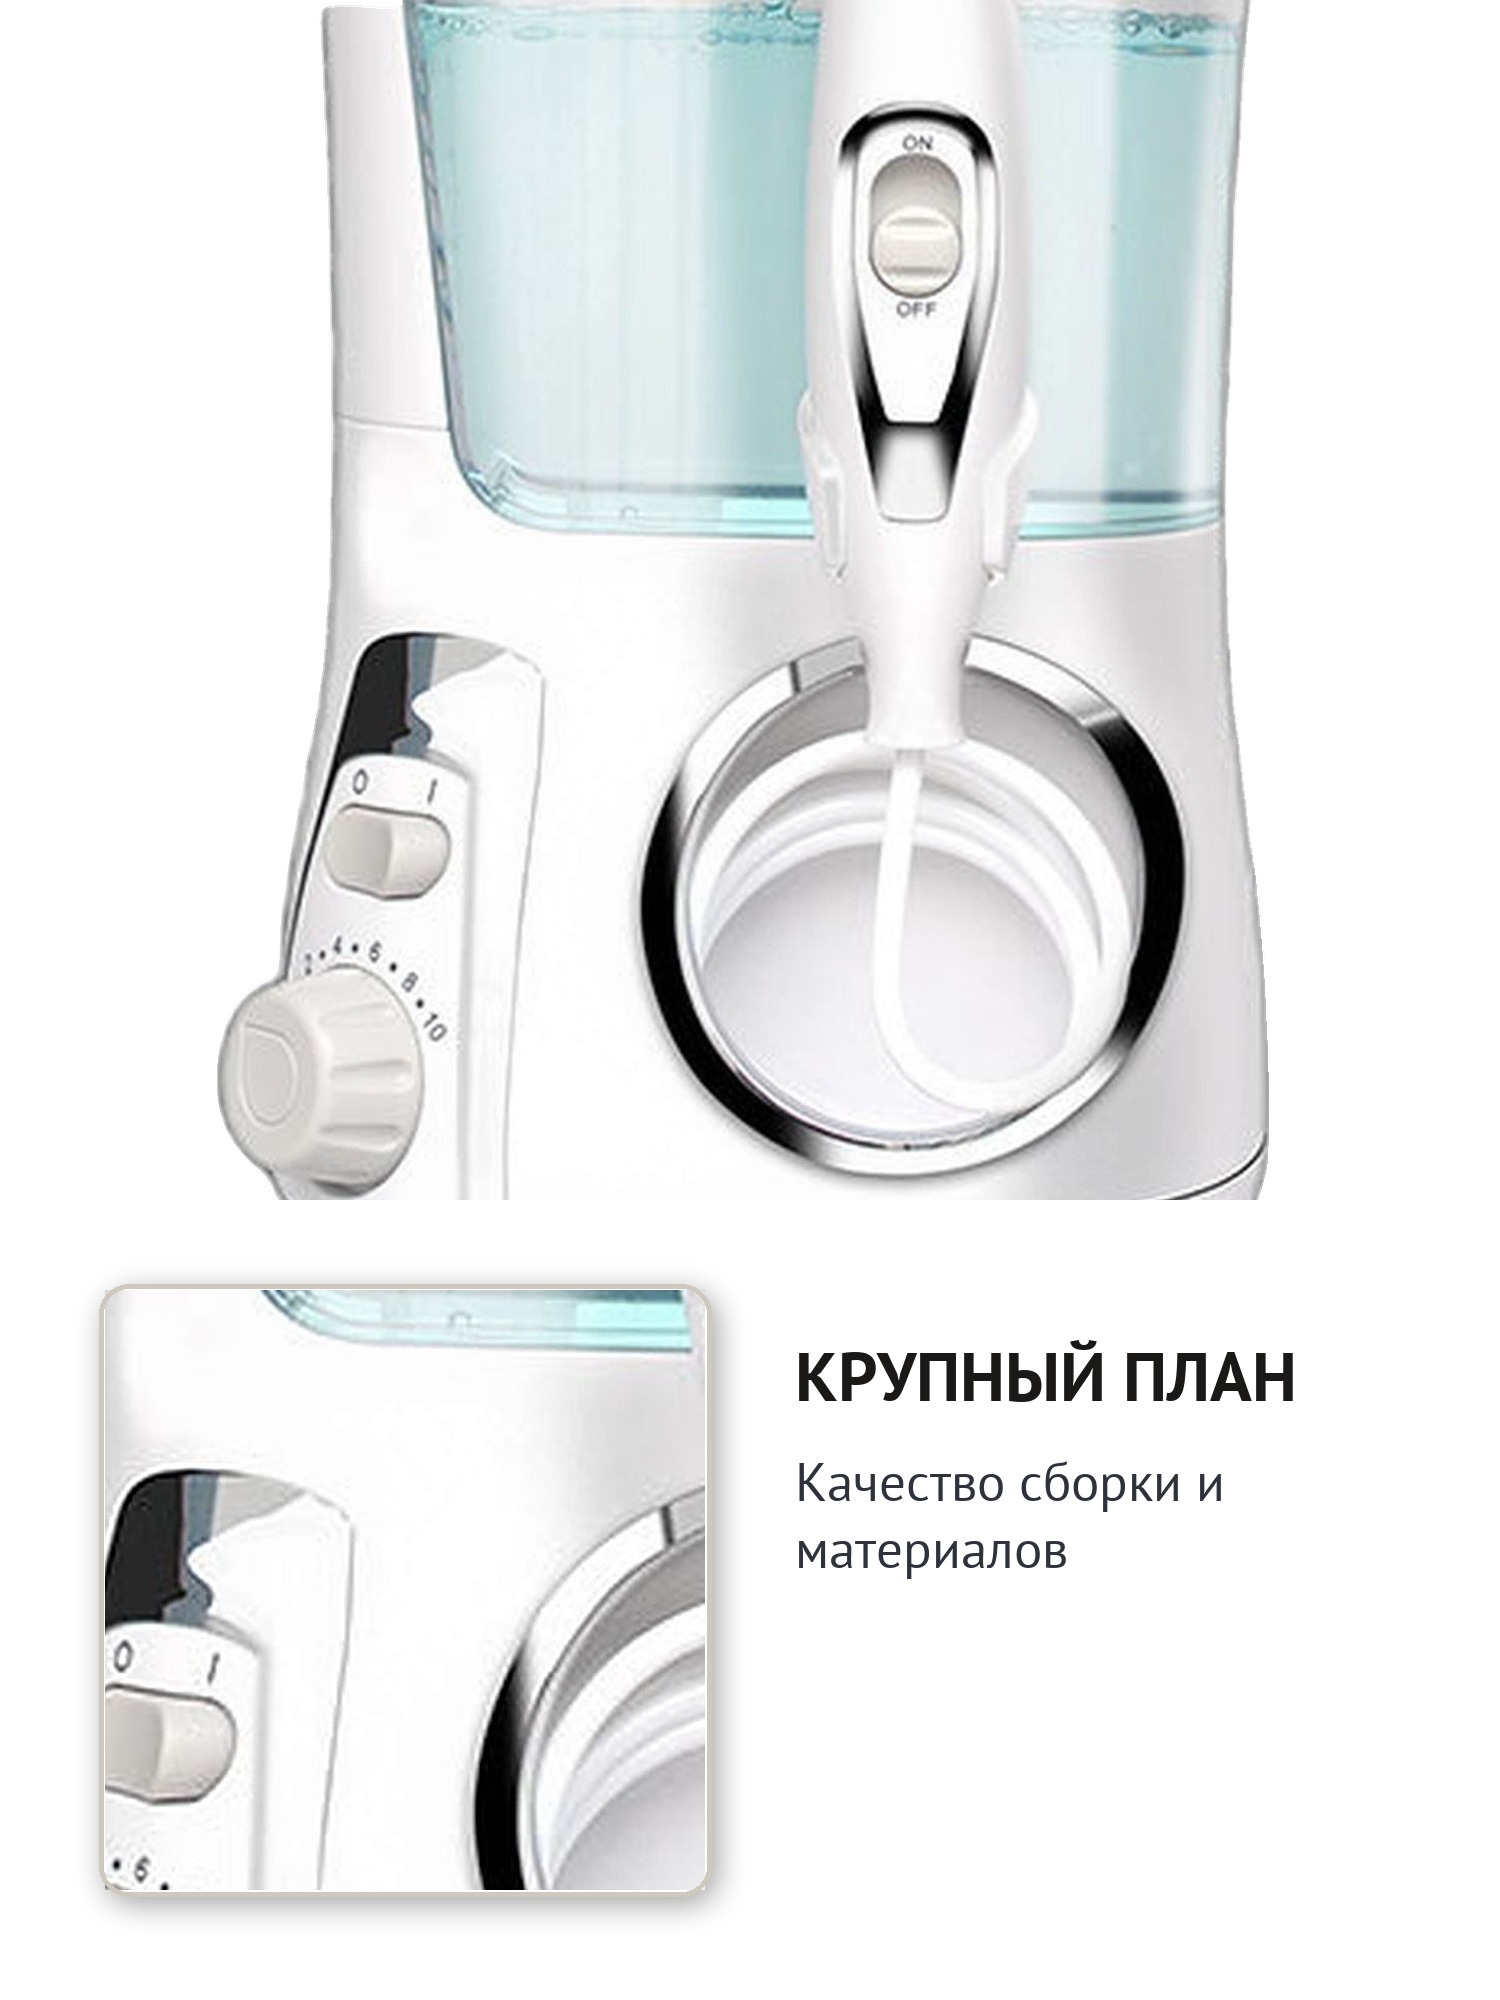 ON
OFF
0 I
2 • 4 • 6 • 8 • 10
КРУПНЫЙ ПЛАН
Качество сборки и
материалов
0 I
• 6 •